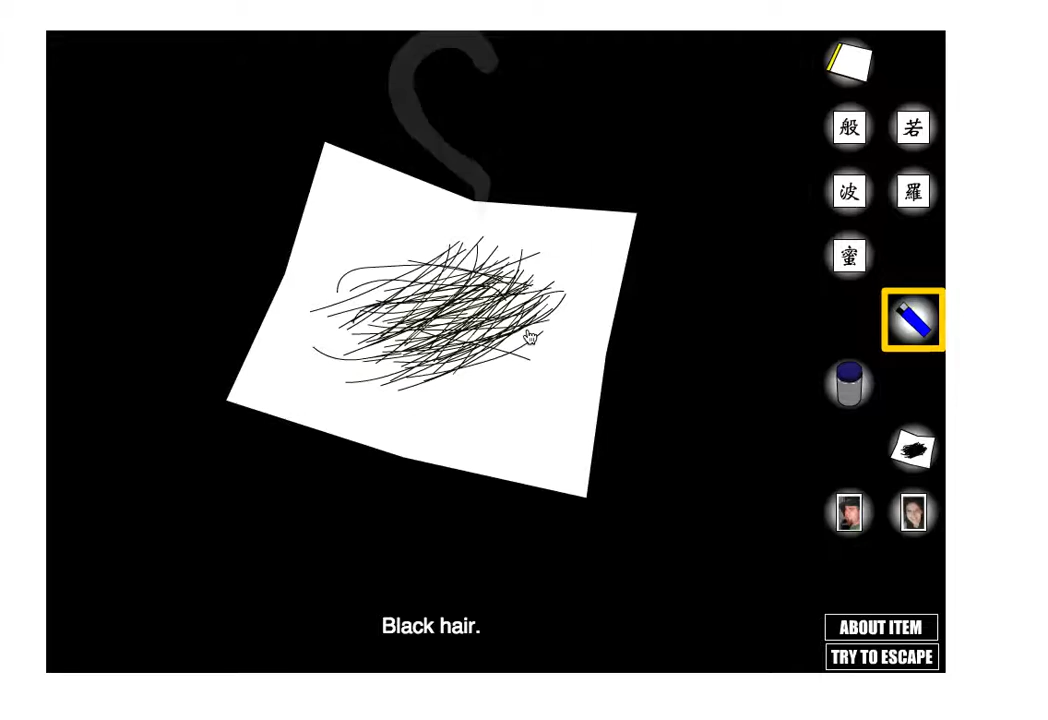 般 若
波 羅
蜜
Black hair.
ABOUT ITEM
TRY TO ESCAPE